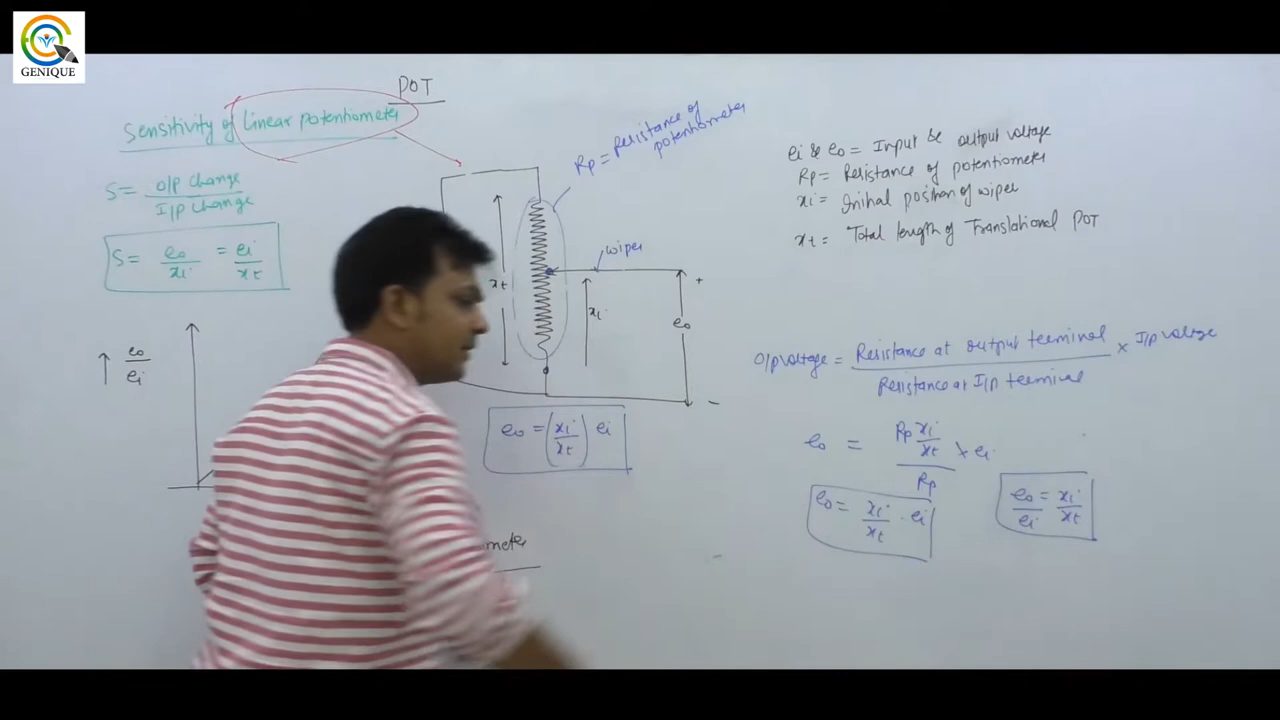 GENIQUE
POT
Sensitivity of Linear potentiometer
S = O/P Change / I/P Change
S = eo/xi = ei/xt
eo/ei
Rp = Resistance of potentiometer
wiper
xt
xi
eo
+
-
eo = (xi/xt) ei
meter
ei & eo = Input & output voltage
Rp = Resistance of potentiometer
xi = Initial position of wiper
xt = Total length of Translational POT
O/p voltage = Resistance at output terminal / Resistance at I/p terminal × I/p voltage
eo = Rp xi/xt / Rp × ei
eo = xi/xt . ei
eo/ei = xi/xt